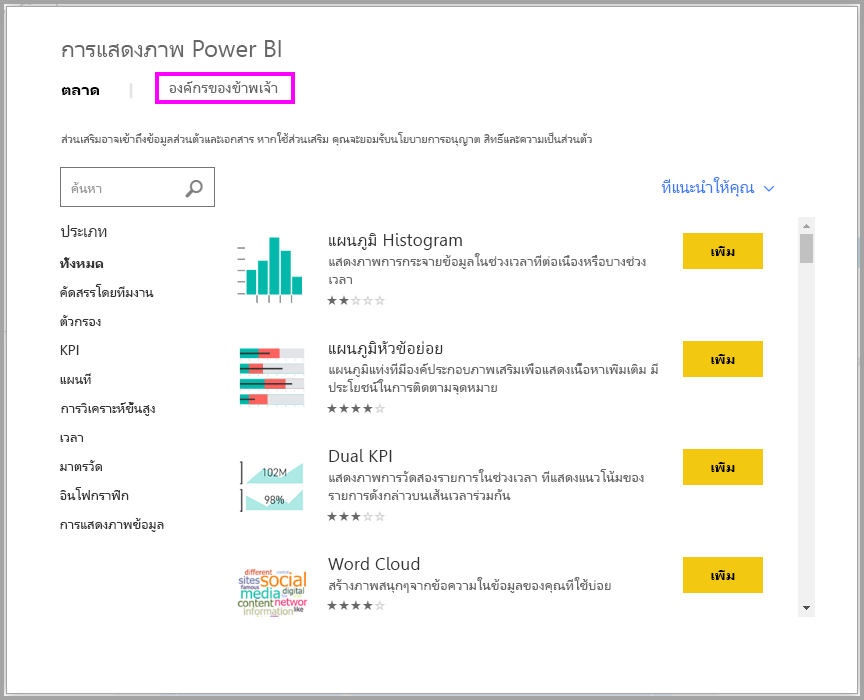 การแสดงภาพ Power BI
ตลาด | องค์กรของข้าพเจ้า
ส่วนเสริมอาจเข้าถึงข้อมูลส่วนตัวและเอกสาร หากใช้ส่วนเสริม คุณจะยอมรับนโยบายการอนุญาต สิทธิ์และความเป็นส่วนตัว
ค้นหา
ที่แนะนำให้คุณ
ประเภท
ทั้งหมด
คัดสรรโดยทีมงาน
ตัวกรอง
KPI
แผนที่
การวิเคราะห์ขั้นสูง
เวลา
มาตรวัด
อินโฟกราฟิก
การแสดงภาพข้อมูล
แผนภูมิ Histogram
แสดงภาพการกระจายข้อมูลในช่วงเวลาที่ต่อเนื่องหรือบางช่วง
เวลา
เพิ่ม
แผนภูมิหัวข้อย่อย
แผนภูมิแท่งที่มีองค์ประกอบภาพเสริมเพื่อแสดงเนื้อหาเพิ่มเติม มี
ประโยชน์ในการติดตามจุดหมาย
เพิ่ม
102M
98%
Dual KPI
แสดงภาพการวัดสองรายการในช่วงเวลา ที่แสดงแนวโน้มของ
รายการดังกล่าวบนเส้นเวลาร่วมกัน
เพิ่ม
different
sites social
famous
media digital
content networ
information like
Word Cloud
สร้างภาพสนุกๆจากข้อความในข้อมูลของคุณที่ใช้บ่อย
เพิ่ม